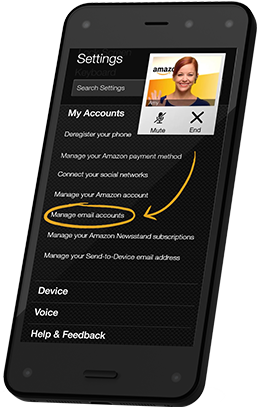 Settings
Search Settings
amazon
Amy
Mute
End
My Accounts
Deregister your phone
Manage your Amazon payment method
Connect your social networks
Manage your Amazon account
Manage email accounts
Manage your Amazon Newsstand subscriptions
Manage your Send-to-Device email address
Device
Voice
Help & Feedback